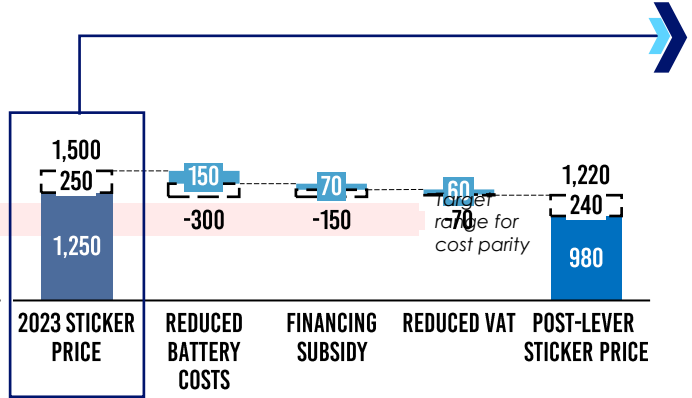 1,500
250
1,250
150
-300
70
-150
60
-70
Target
range for
cost parity
1,220
240
980
2023 STICKER
PRICE
REDUCED
BATTERY
COSTS
FINANCING
SUBSIDY
REDUCED VAT
POST-LEVER
STICKER PRICE